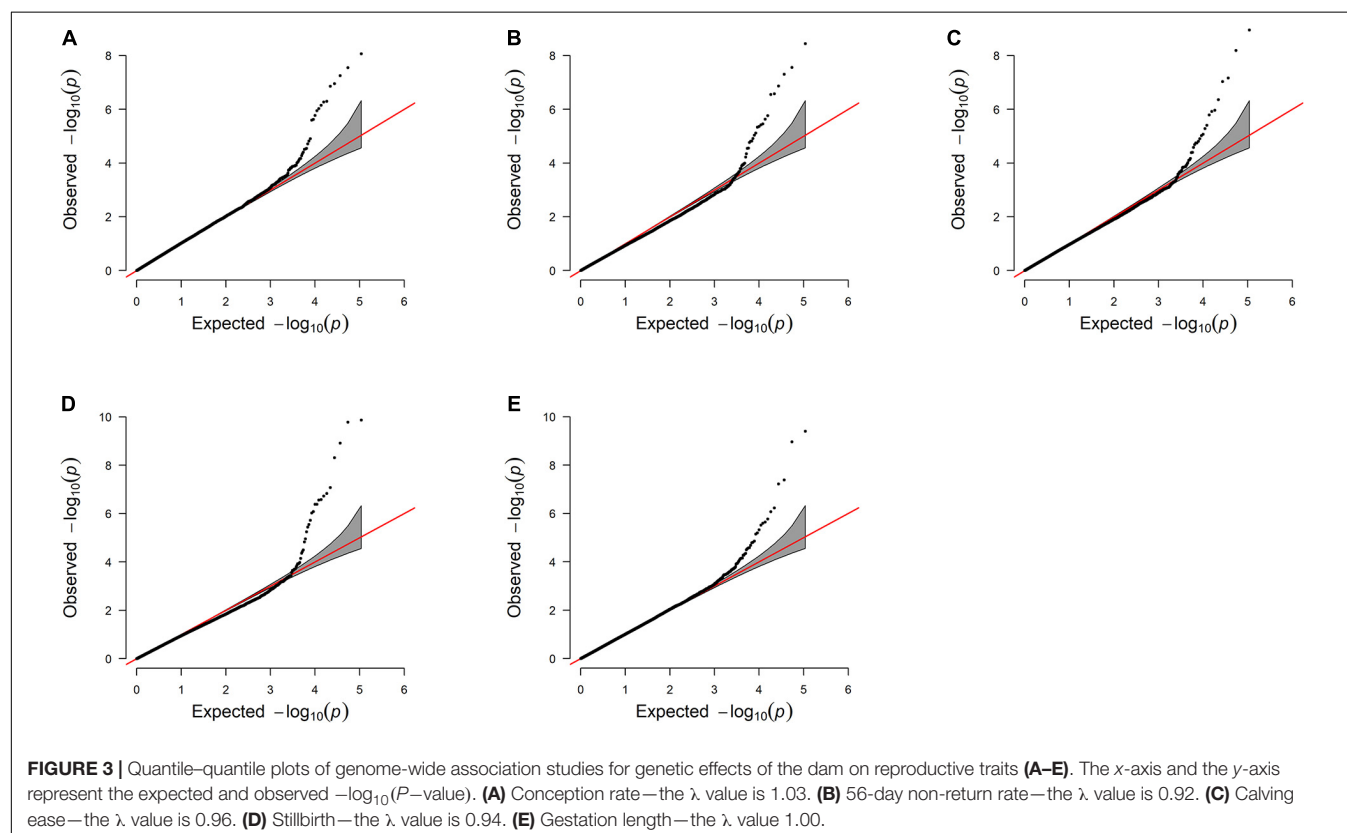 A
B
C
8
6
4
2
0
Observed −log10(p)
0 1 2 3 4 5 6
Expected −log10(p)
8
6
4
2
0
Observed −log10(p)
0 1 2 3 4 5 6
Expected −log10(p)
8
6
4
2
0
Observed −log10(p)
0 1 2 3 4 5 6
Expected −log10(p)
D
E
10
8
6
4
2
0
Observed −log10(p)
0 1 2 3 4 5 6
Expected −log10(p)
10
8
6
4
2
0
Observed −log10(p)
0 1 2 3 4 5 6
Expected −log10(p)
FIGURE 3 | Quantile–quantile plots of genome-wide association studies for genetic effects of the dam on reproductive traits (A–E). The x-axis and the y-axis
represent the expected and observed −log10(P−value). (A) Conception rate—the λ value is 1.03. (B) 56-day non-return rate—the λ value is 0.92. (C) Calving
ease—the λ value is 0.96. (D) Stillbirth—the λ value is 0.94. (E) Gestation length—the λ value 1.00.